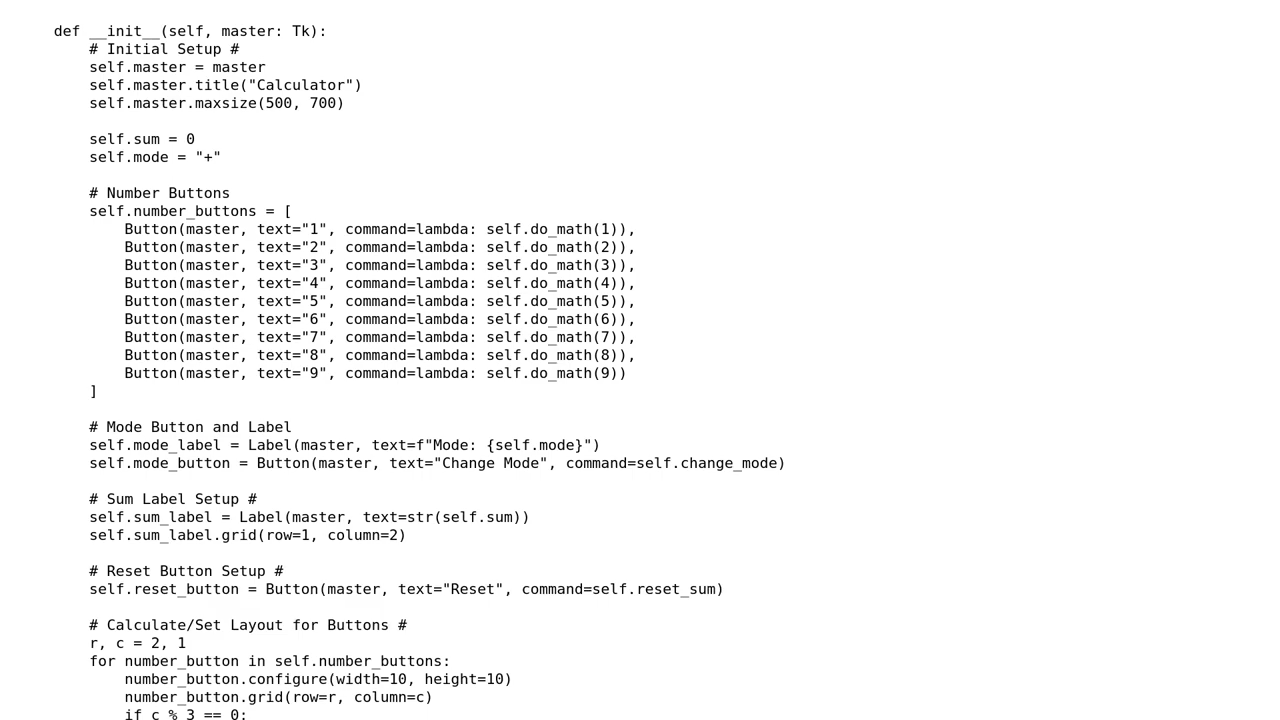 def __init__(self, master: Tk):
    # Initial Setup #
    self.master = master
    self.master.title("Calculator")
    self.master.maxsize(500, 700)

    self.sum = 0
    self.mode = "+"

    # Number Buttons
    self.number_buttons = [
        Button(master, text="1", command=lambda: self.do_math(1)),
        Button(master, text="2", command=lambda: self.do_math(2)),
        Button(master, text="3", command=lambda: self.do_math(3)),
        Button(master, text="4", command=lambda: self.do_math(4)),
        Button(master, text="5", command=lambda: self.do_math(5)),
        Button(master, text="6", command=lambda: self.do_math(6)),
        Button(master, text="7", command=lambda: self.do_math(7)),
        Button(master, text="8", command=lambda: self.do_math(8)),
        Button(master, text="9", command=lambda: self.do_math(9))
    ]

    # Mode Button and Label
    self.mode_label = Label(master, text=f"Mode: {self.mode}")
    self.mode_button = Button(master, text="Change Mode", command=self.change_mode)

    # Sum Label Setup #
    self.sum_label = Label(master, text=str(self.sum))
    self.sum_label.grid(row=1, column=2)

    # Reset Button Setup #
    self.reset_button = Button(master, text="Reset", command=self.reset_sum)

    # Calculate/Set Layout for Buttons #
    r, c = 2, 1
    for number_button in self.number_buttons:
        number_button.configure(width=10, height=10)
        number_button.grid(row=r, column=c)
        if c % 3 == 0: